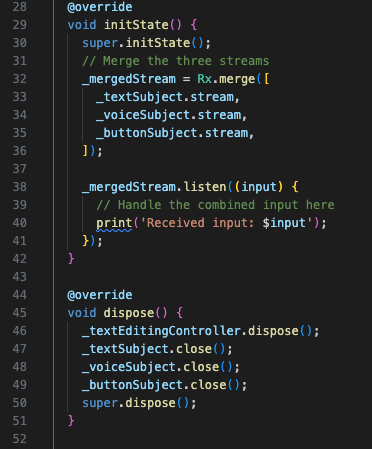 28 @override
29 void initState() {
30 super.initState();
31 // Merge the three streams
32 _mergedStream = Rx.merge([
33 _textSubject.stream,
34 _voiceSubject.stream,
35 _buttonSubject.stream,
36 ]);
37
38 _mergedStream.listen((input) {
39 // Handle the combined input here
40 print('Received input: $input');
41 });
42 }
43
44 @override
45 void dispose() {
46 _textEditingController.dispose();
47 _textSubject.close();
48 _voiceSubject.close();
49 _buttonSubject.close();
50 super.dispose();
51 }
52